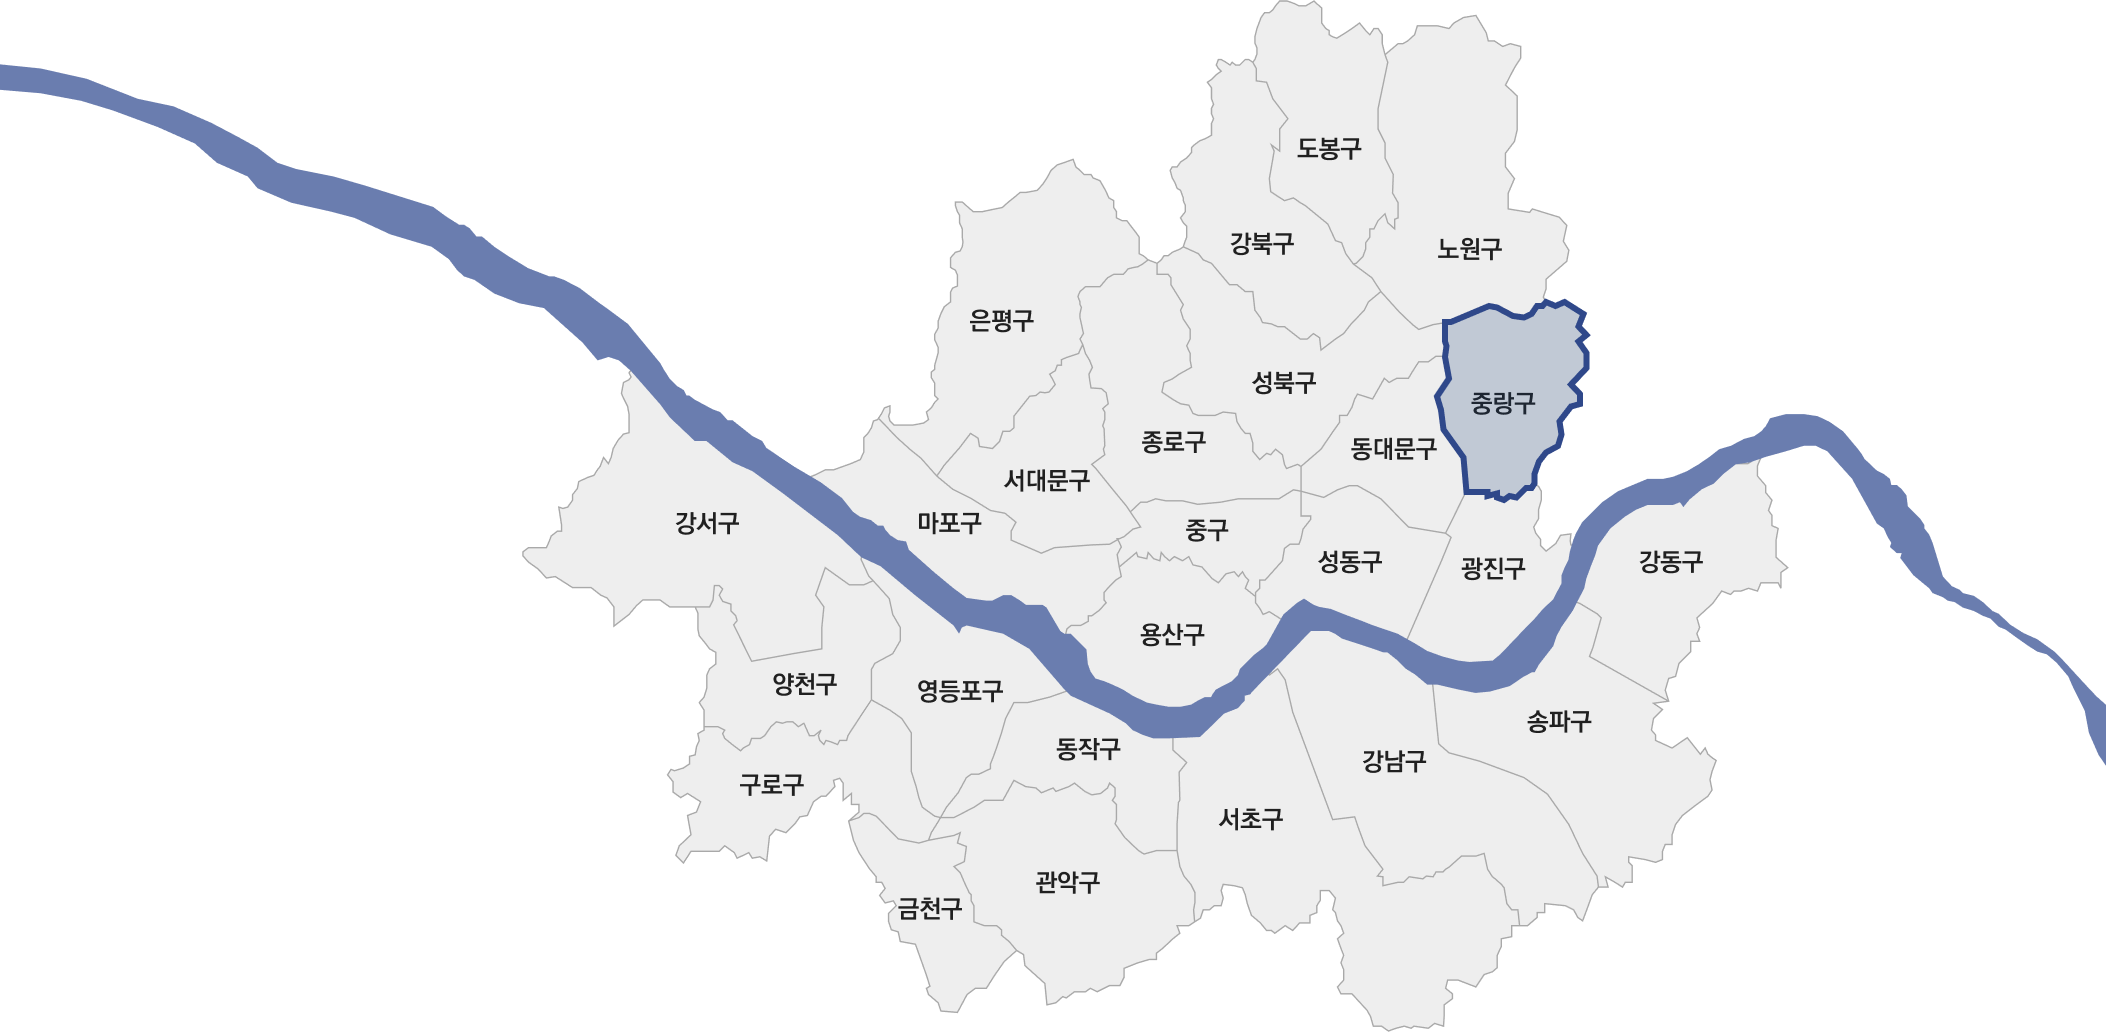 도봉구
강북구
노원구
은평구
성북구
중랑구
종로구
동대문구
서대문구
강서구
마포구
중구
성동구
광진구
강동구
용산구
양천구
영등포구
송파구
동작구
강남구
구로구
서초구
관악구
금천구